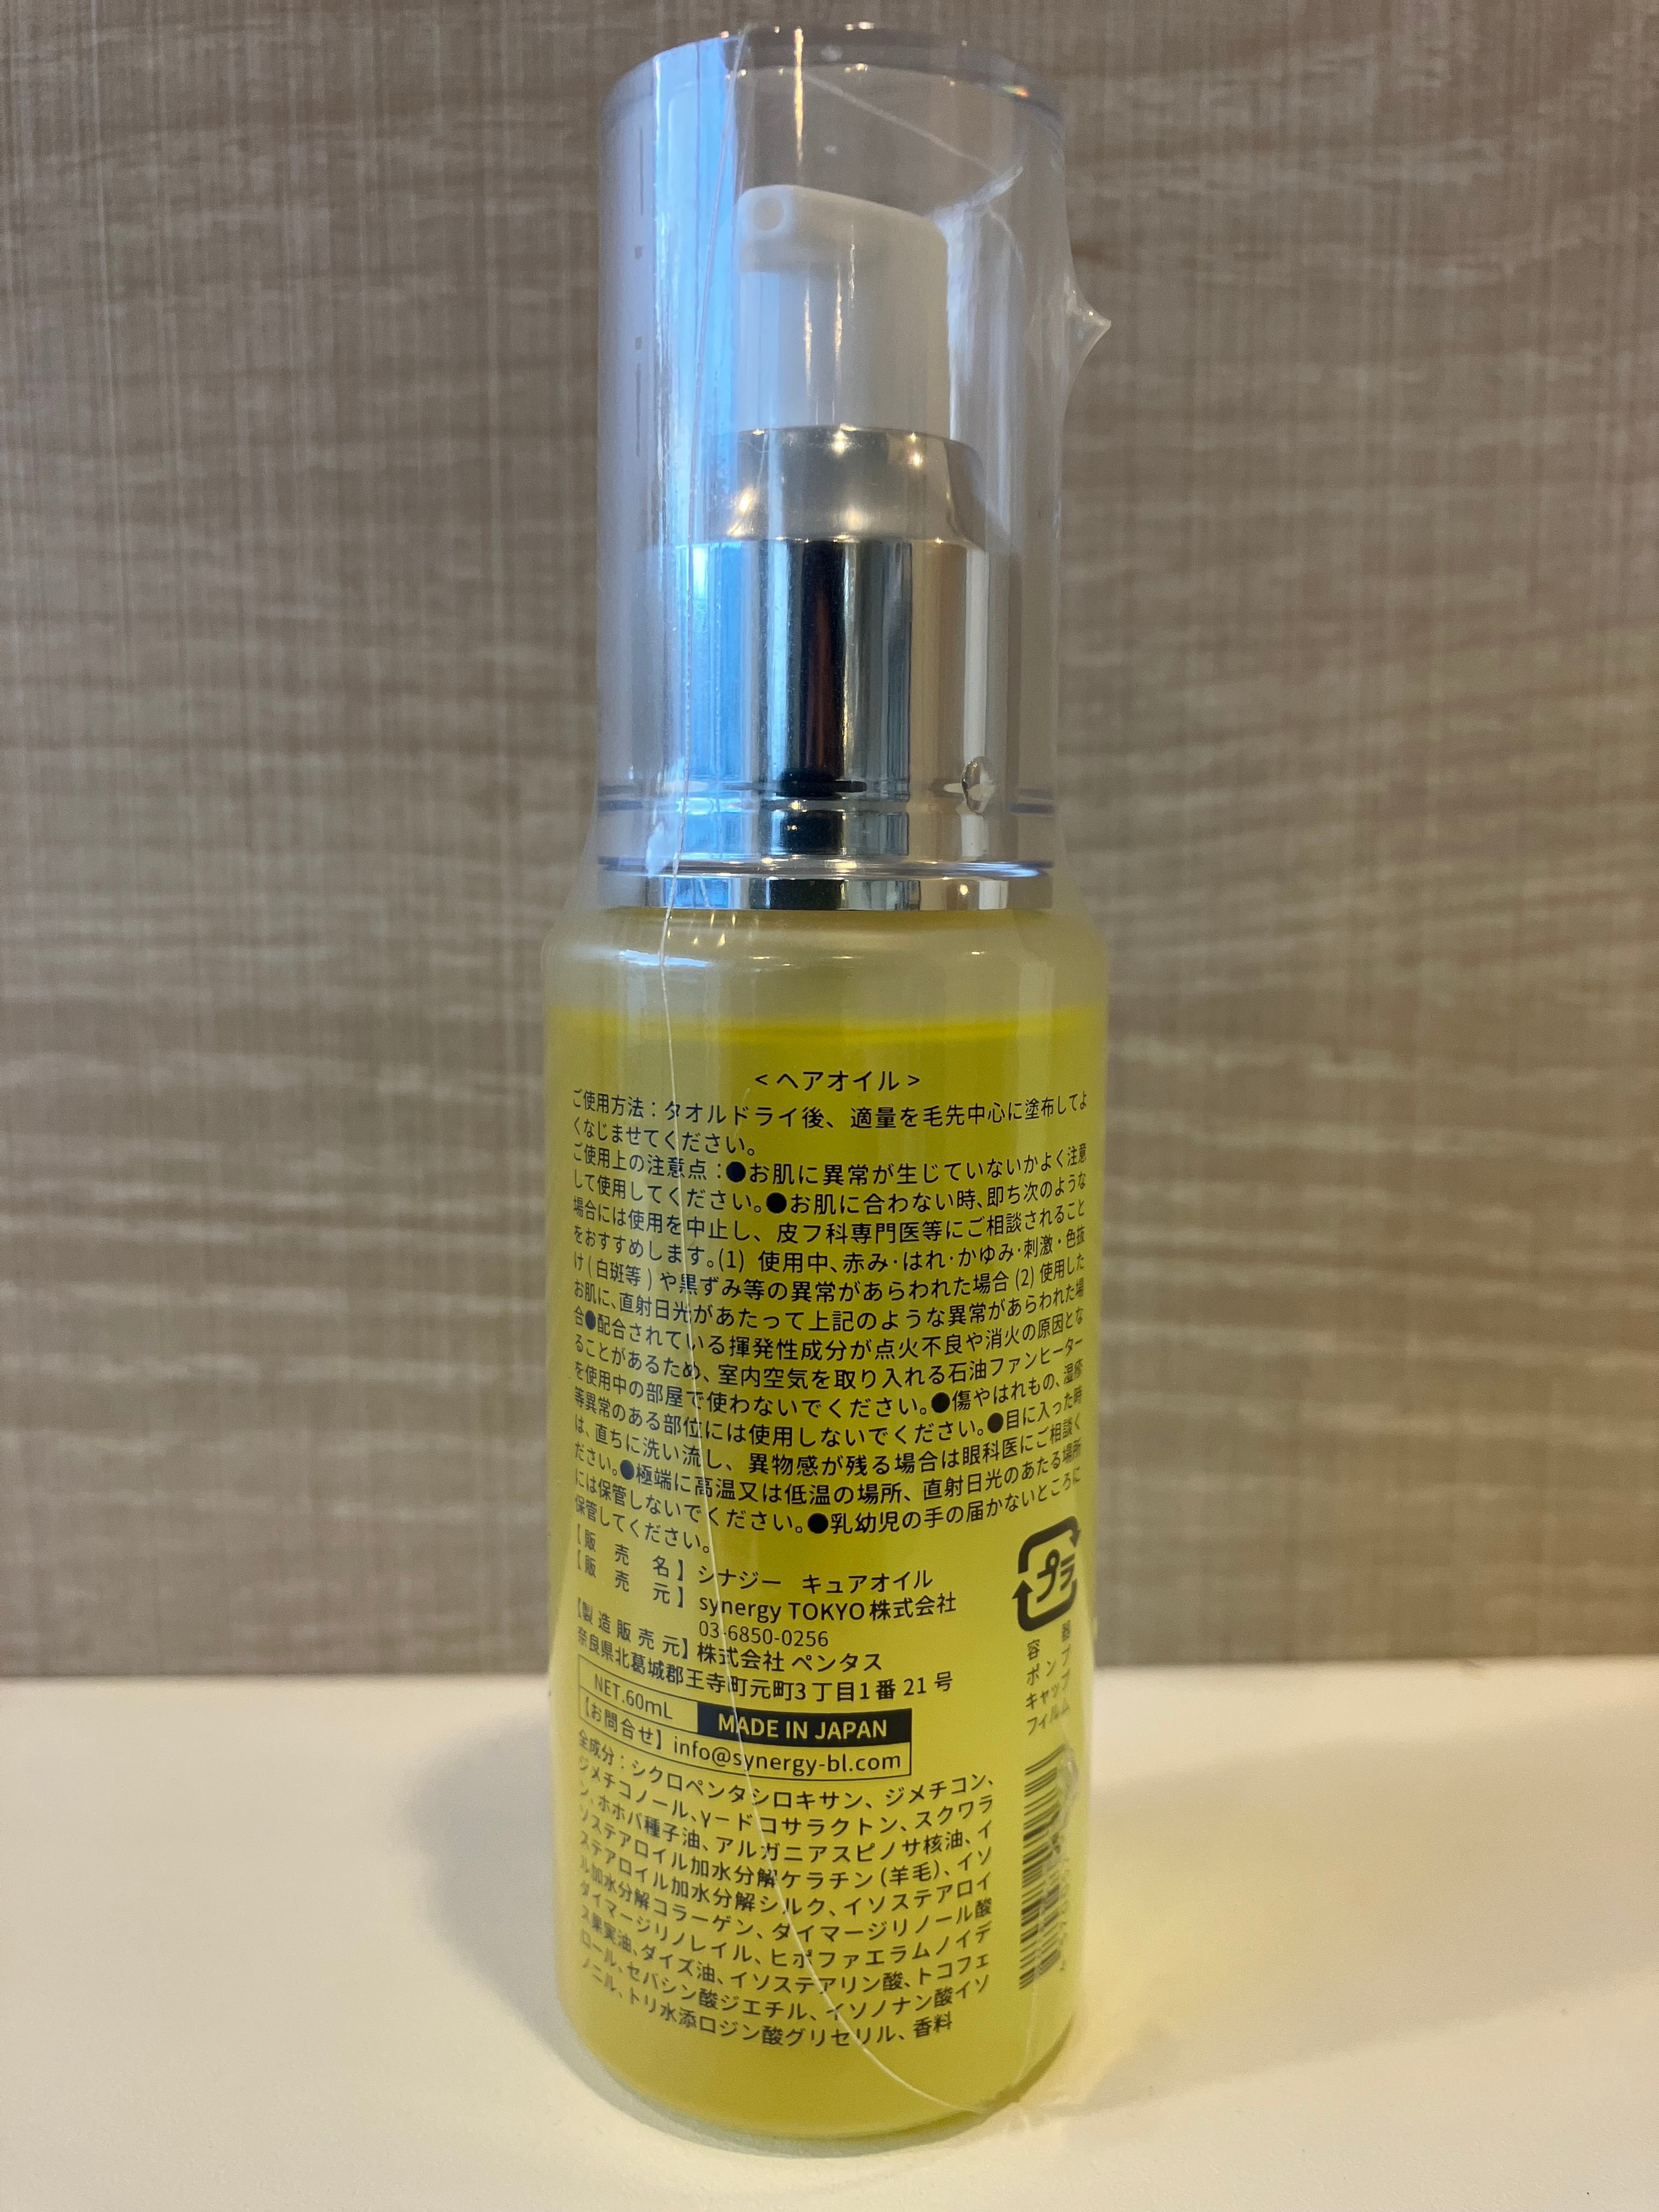 <ヘアオイル>
ご使用方法：タオルドライ後、適量を毛先中心に塗布してよ
くなじませてください。
ご使用上の注意点：●お肌に異常が生じていないかよく注意
して使用してください。●お肌に合わない時、即ち次のような
場合には使用を中止し、皮フ科専門医等にご相談されること
をおすすめします。(1) 使用中、赤み・はれ・かゆみ・刺激・色抜
け(白斑等)や黒ずみ等の異常があらわれた場合(2)使用した
お肌に、直射日光があたって上記のような異常があらわれた場
合●配合されている揮発性成分が点火不良や消火の原因とな
ることがあるため、室内空気を取り入れる石油ファンヒーター
を使用中の部屋で使わないでください。●傷やはれもの、湿疹
等異常のある部位には使用しないでください。●目に入った時
は、直ちに洗い流し、異物感が残る場合は眼科医にご相談く
ださい。●極端に高温又は低温の場所、直射日光のあたる場所
には保管しないでください。●乳幼児の手の届かないところに
保管してください。
【販売名】シナジー キュアオイル
【販売元】synergy TOKYO株式会社
03-6850-0256
【製造販売元】株式会社 ペンタス
奈良県北葛城郡王寺町元町3丁目1番21号
NET.60mL MADE IN JAPAN
【お問合せ】info@synergy-bl.com
全成分：シクロペンタシロキサン、ジメチコン、
ジメチコノール、γードコサラクトン、スクワラ
ン、ホホバ種子油、アルガニアスピノサ核油、イ
ソステアロイル加水分解ケラチン(羊毛)、イソ
ステアロイル加水分解シルク、イソステアロイ
ル加水分解コラーゲン、ダイマージリノール酸
ダイマージリノレイル、ヒポファエラムノイデ
ス果実油、ダイズ油、イソステアリン酸、トコフェ
ロール、セバシン酸ジエチル、イソノナン酸イソ
ノニル、トリ水添ロジン酸グリセリル、香料
プラ
容器
ポンプ
キャップ
フィルム